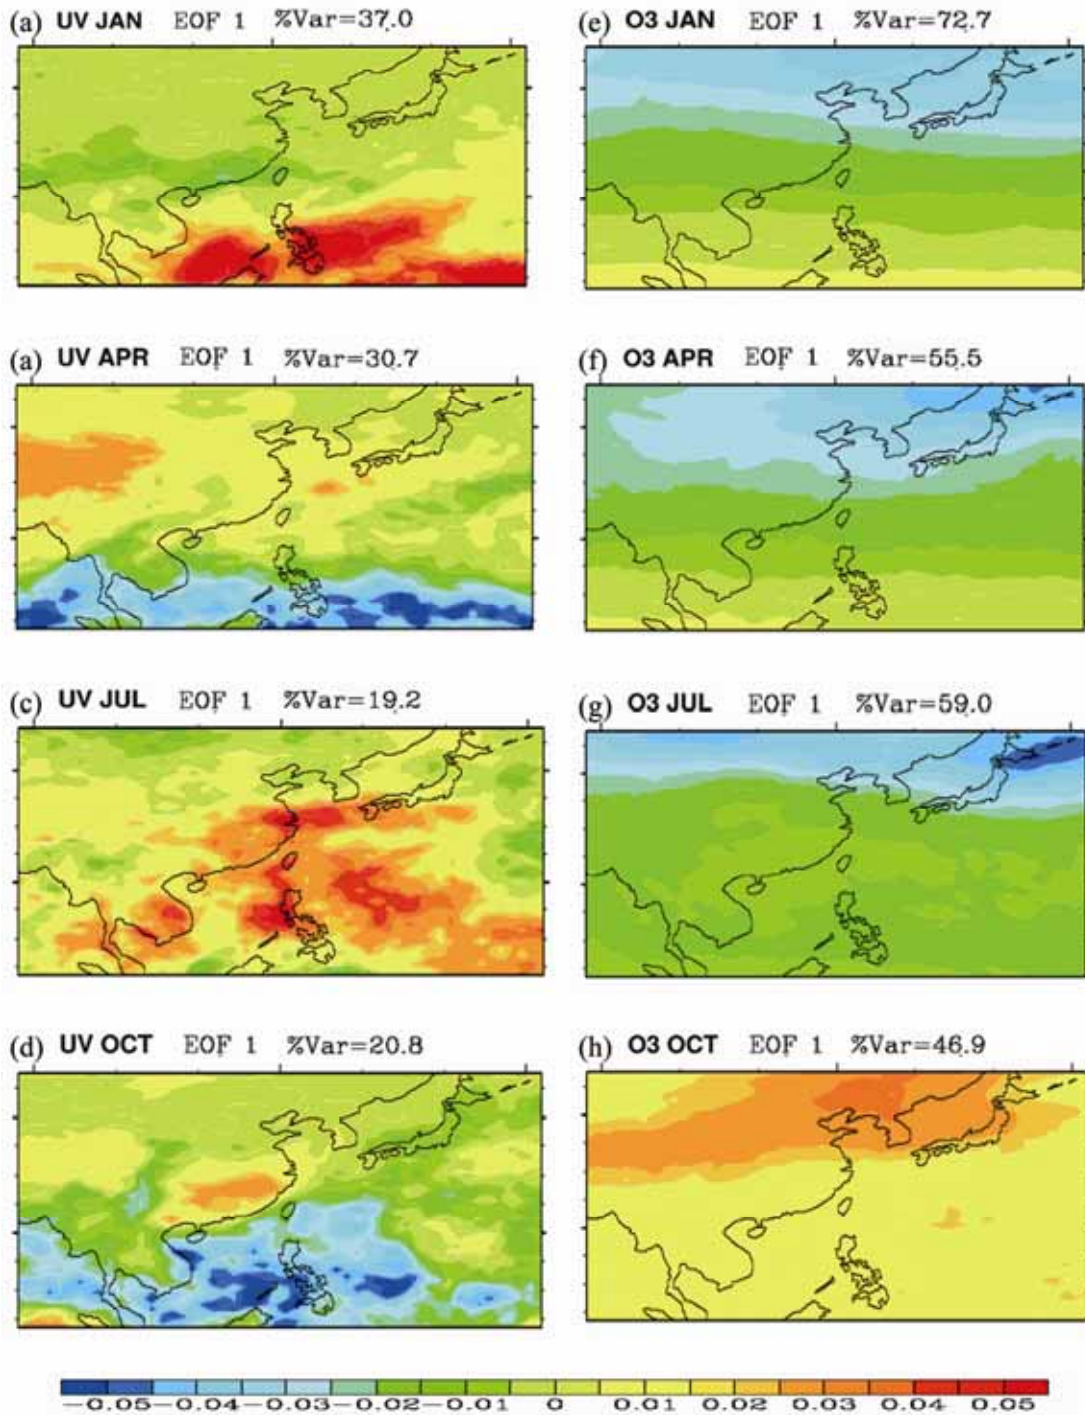 (a) UV JAN EOF 1 %Var=37.0
(e) O3 JAN EOF 1 %Var=72.7
(a) UV APR EOF 1 %Var=30.7
(f) O3 APR EOF 1 %Var=55.5
(c) UV JUL EOF 1 %Var=19.2
(g) O3 JUL EOF 1 %Var=59.0
(d) UV OCT EOF 1 %Var=20.8
(h) O3 OCT EOF 1 %Var=46.9
-0.05 -0.04 -0.03 -0.02 -0.01 0 0.01 0.02 0.03 0.04 0.05